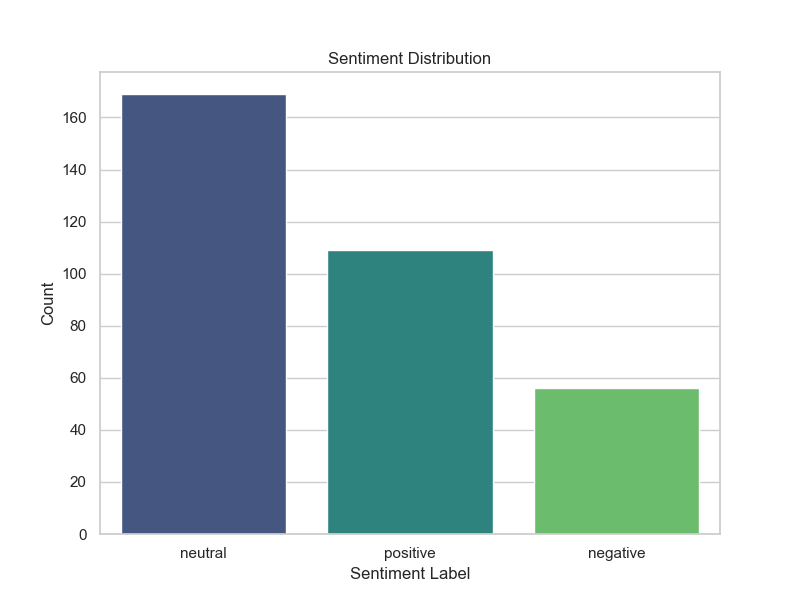 Sentiment Distribution
160
140
120
100
80
60
40
20
0
Count
neutral positive negative
Sentiment Label